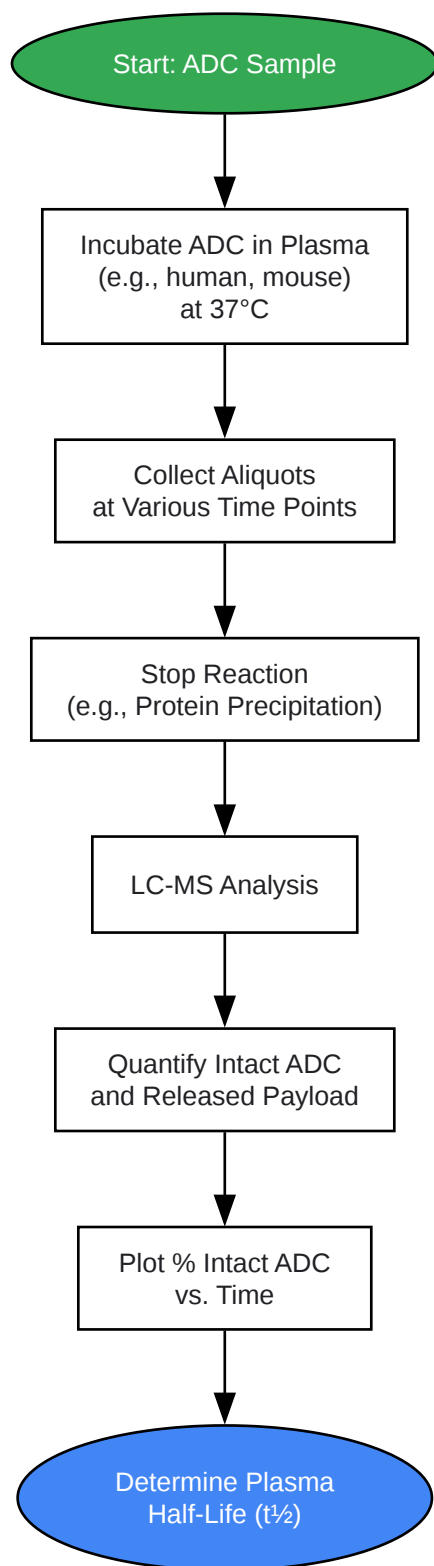 Start: ADC Sample
Incubate ADC in Plasma
(e.g., human, mouse)
at 37°C
Collect Aliquots
at Various Time Points
Stop Reaction
(e.g., Protein Precipitation)
LC-MS Analysis
Quantify Intact ADC
and Released Payload
Plot % Intact ADC
vs. Time
Determine Plasma
Half-Life (t½)